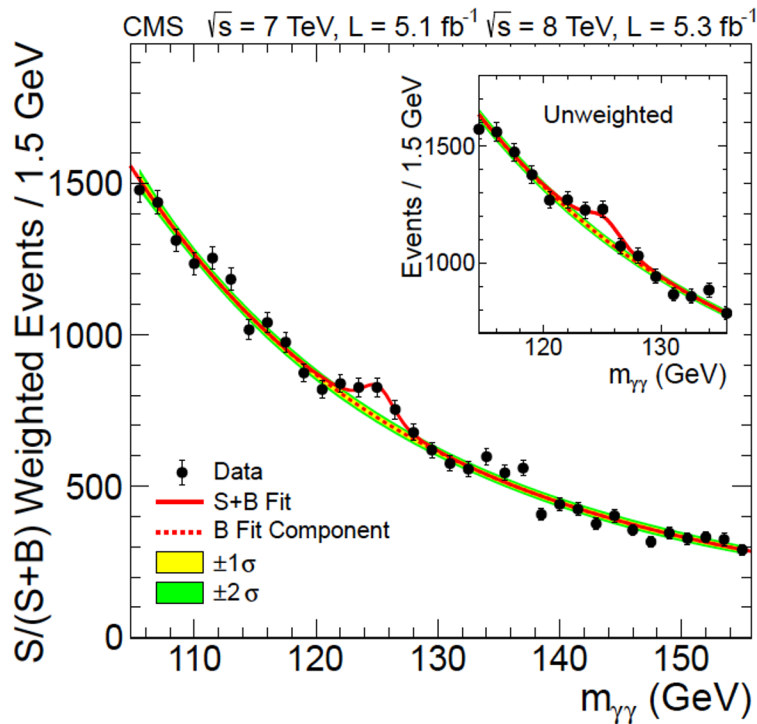 CMS √s = 7 TeV, L = 5.1 fb⁻¹ √s = 8 TeV, L = 5.3 fb⁻¹
S/(S+B) Weighted Events / 1.5 GeV
1500
1000
500
0
110
120
130
140
150
mγγ (GeV)
Data
S+B Fit
B Fit Component
±1σ
±2σ
Unweighted
Events / 1.5 GeV
1500
1000
120
130
mγγ (GeV)